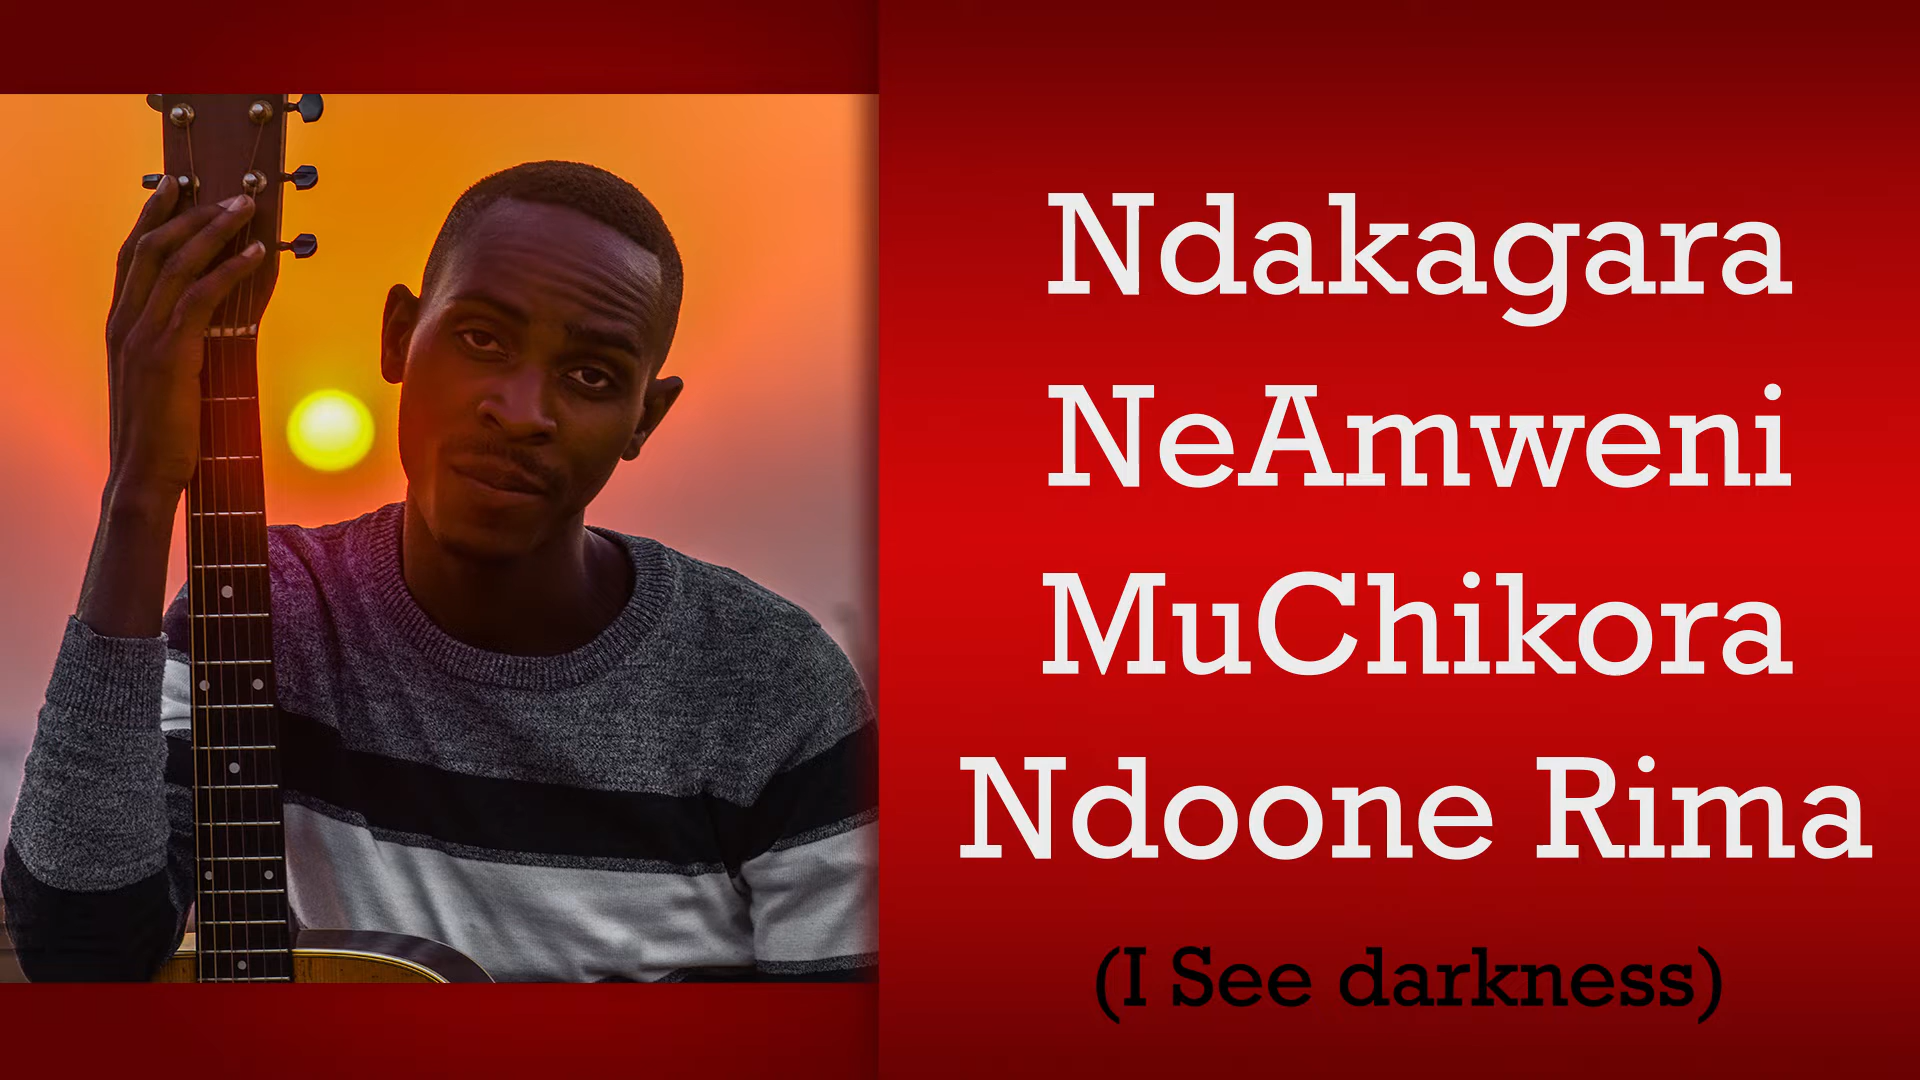 Ndakagara
NeAmweni
MuChikora
Ndoone Rima
(I See darkness)